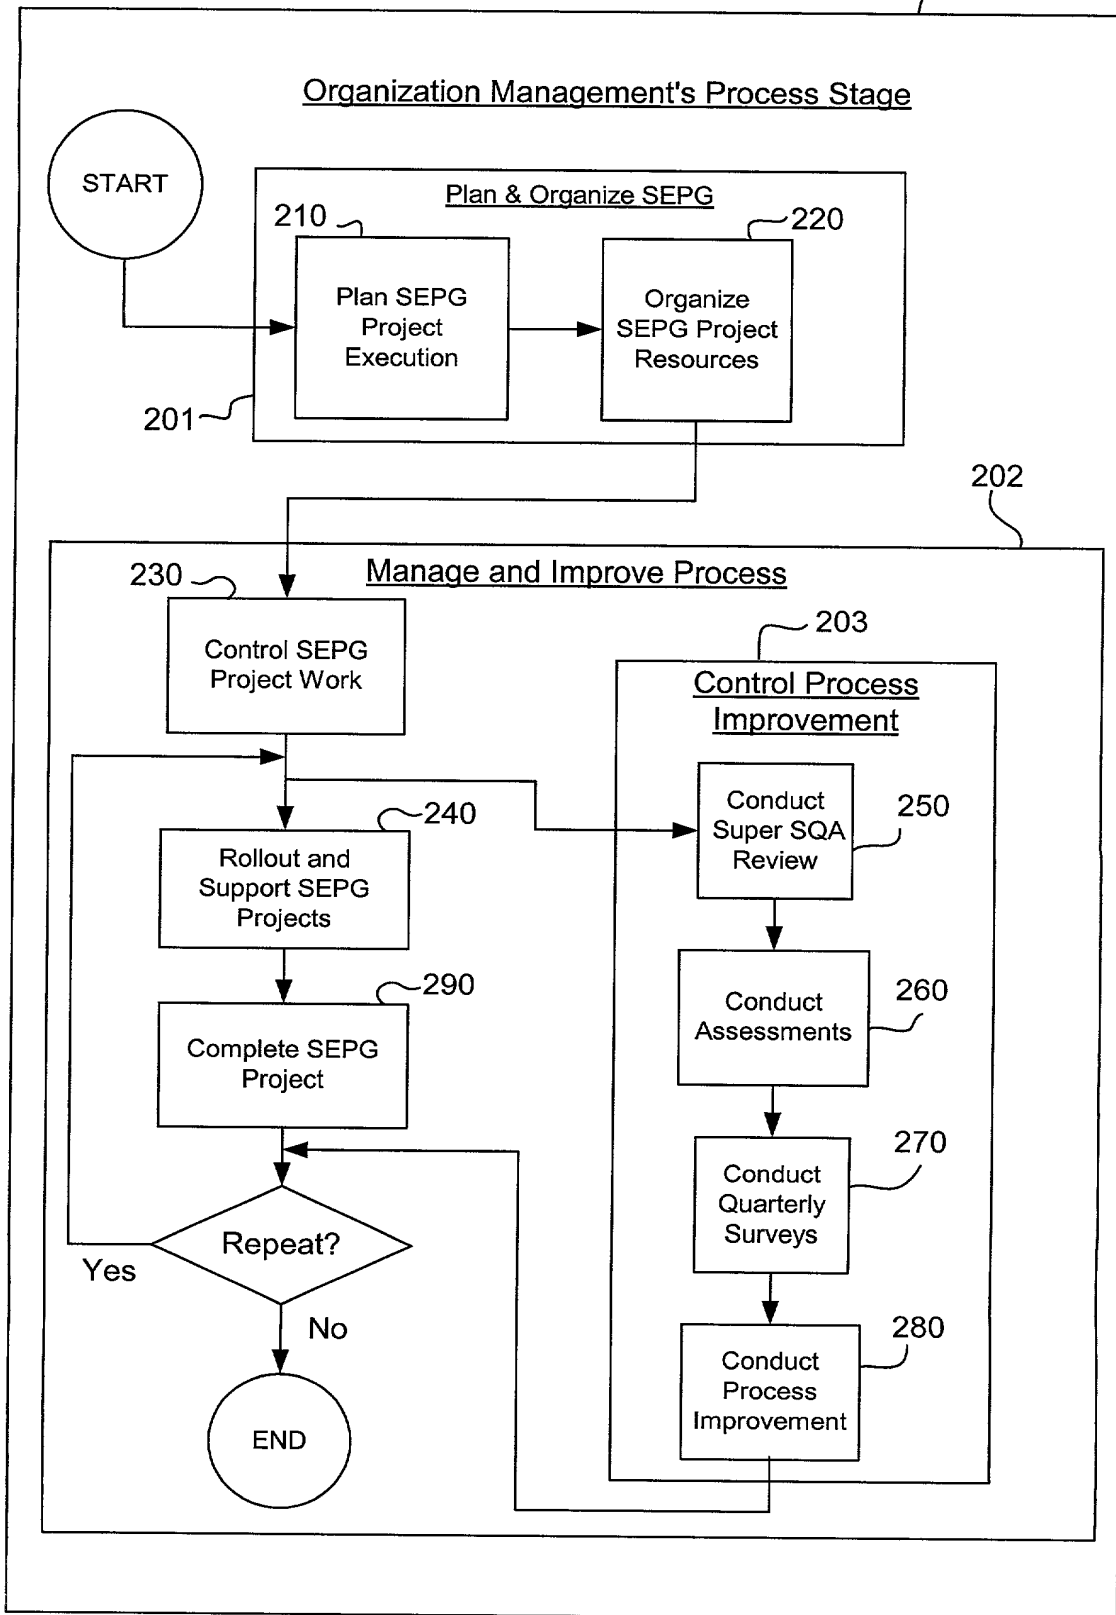 Organization Management's Process Stage
START
Plan & Organize SEPG
210
220
Plan SEPG
Project
Execution
Organize
SEPG Project
Resources
201
202
Manage and Improve Process
230
Control SEPG
Project Work
203
Control Process
Improvement
240
Rollout and
Support SEPG
Projects
250
Conduct
Super SQA
Review
290
Complete SEPG
Project
260
Conduct
Assessments
270
Conduct
Quarterly
Surveys
Repeat?
Yes
No
280
Conduct
Process
Improvement
END